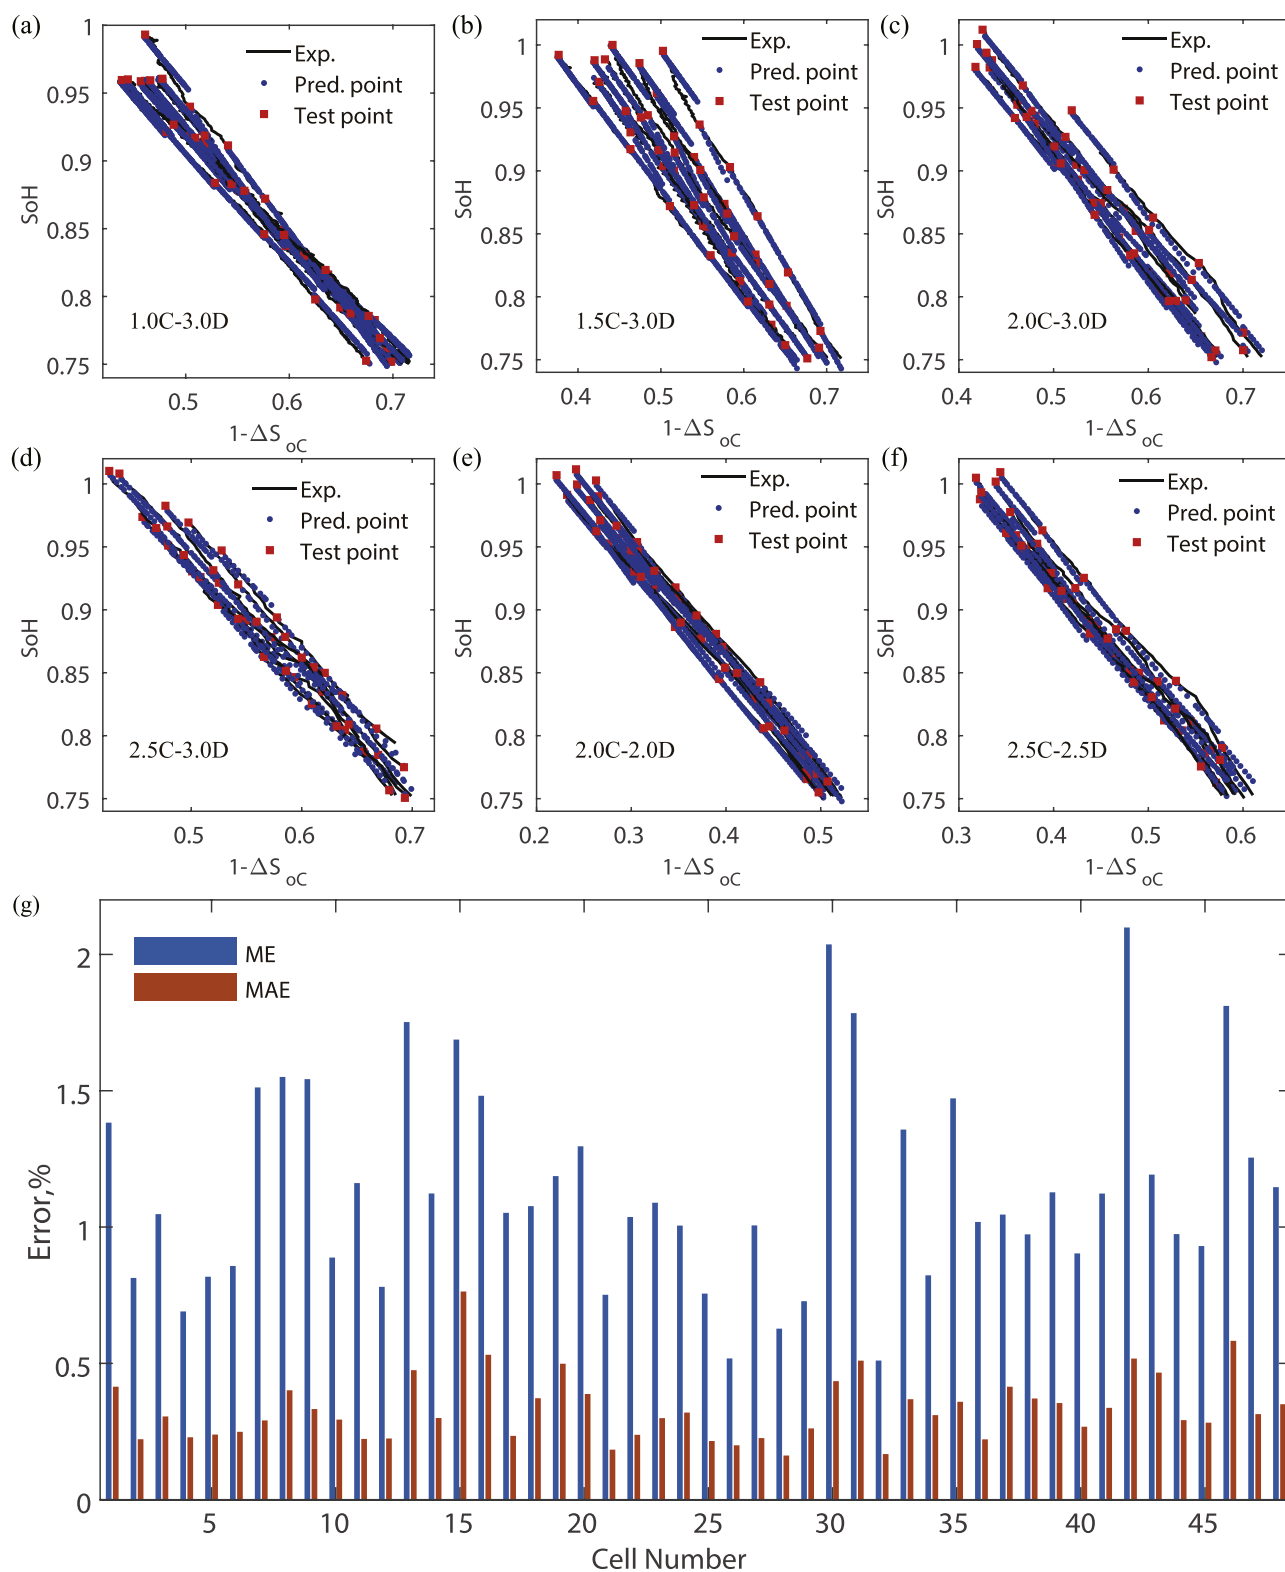 (a)
1
0.95
0.9
0.85
0.8
0.75
SoH
Exp.
Pred. point
Test point
1.0C-3.0D
0.5 0.6 0.7
1-ΔS oC
(b)
1
0.95
0.9
0.85
0.8
0.75
SoH
Exp.
Pred. point
Test point
1.5C-3.0D
0.4 0.5 0.6 0.7
1-ΔS oC
(c)
1
0.95
0.9
0.85
0.8
0.75
SoH
Exp.
Pred. point
Test point
2.0C-3.0D
0.4 0.5 0.6 0.7
1-ΔS oC
(d)
1
0.95
0.9
0.85
0.8
0.75
SoH
Exp.
Pred. point
Test point
2.5C-3.0D
0.5 0.6 0.7
1-ΔS oC
(e)
1
0.95
0.9
0.85
0.8
0.75
SoH
Exp.
Pred. point
Test point
2.0C-2.0D
0.2 0.3 0.4 0.5
1-ΔS oC
(f)
1
0.95
0.9
0.85
0.8
0.75
SoH
Exp.
Pred. point
Test point
2.5C-2.5D
0.3 0.4 0.5 0.6
1-ΔS oC
(g)
2
1.5
1
0.5
0
Error,%
ME
MAE
5 10 15 20 25 30 35 40 45
Cell Number